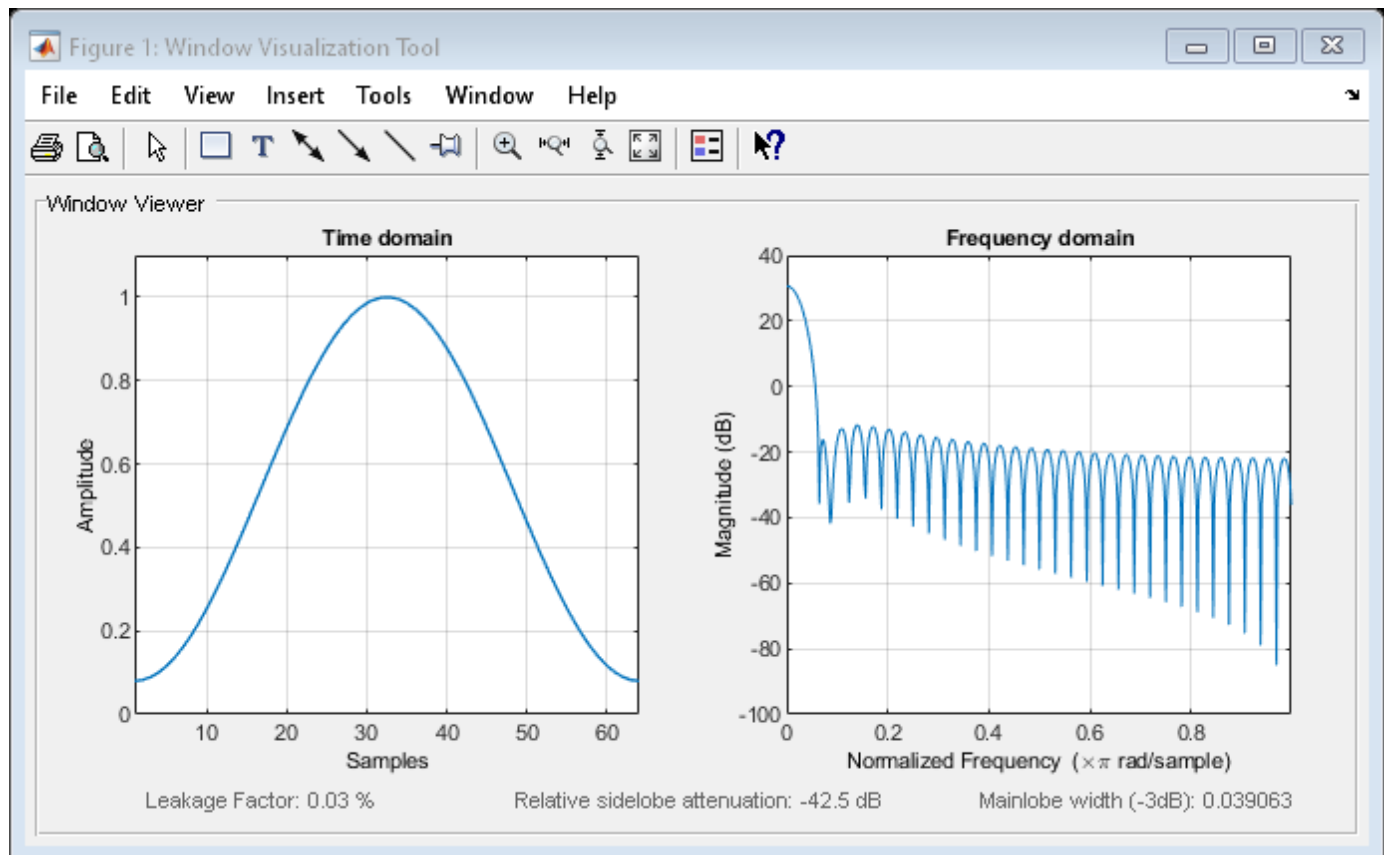 Figure 1: Window Visualization Tool
File Edit View Insert Tools Window Help
T
?
Window Viewer
Time domain
1
0.8
0.6
0.4
0.2
0
Amplitude
10 20 30 40 50 60
Samples
Frequency domain
40
20
0
-20
-40
-60
-80
-100
Magnitude (dB)
0 0.2 0.4 0.6 0.8
Normalized Frequency (×π rad/sample)
Leakage Factor: 0.03 % Relative sidelobe attenuation: -42.5 dB Mainlobe width (-3dB): 0.039063